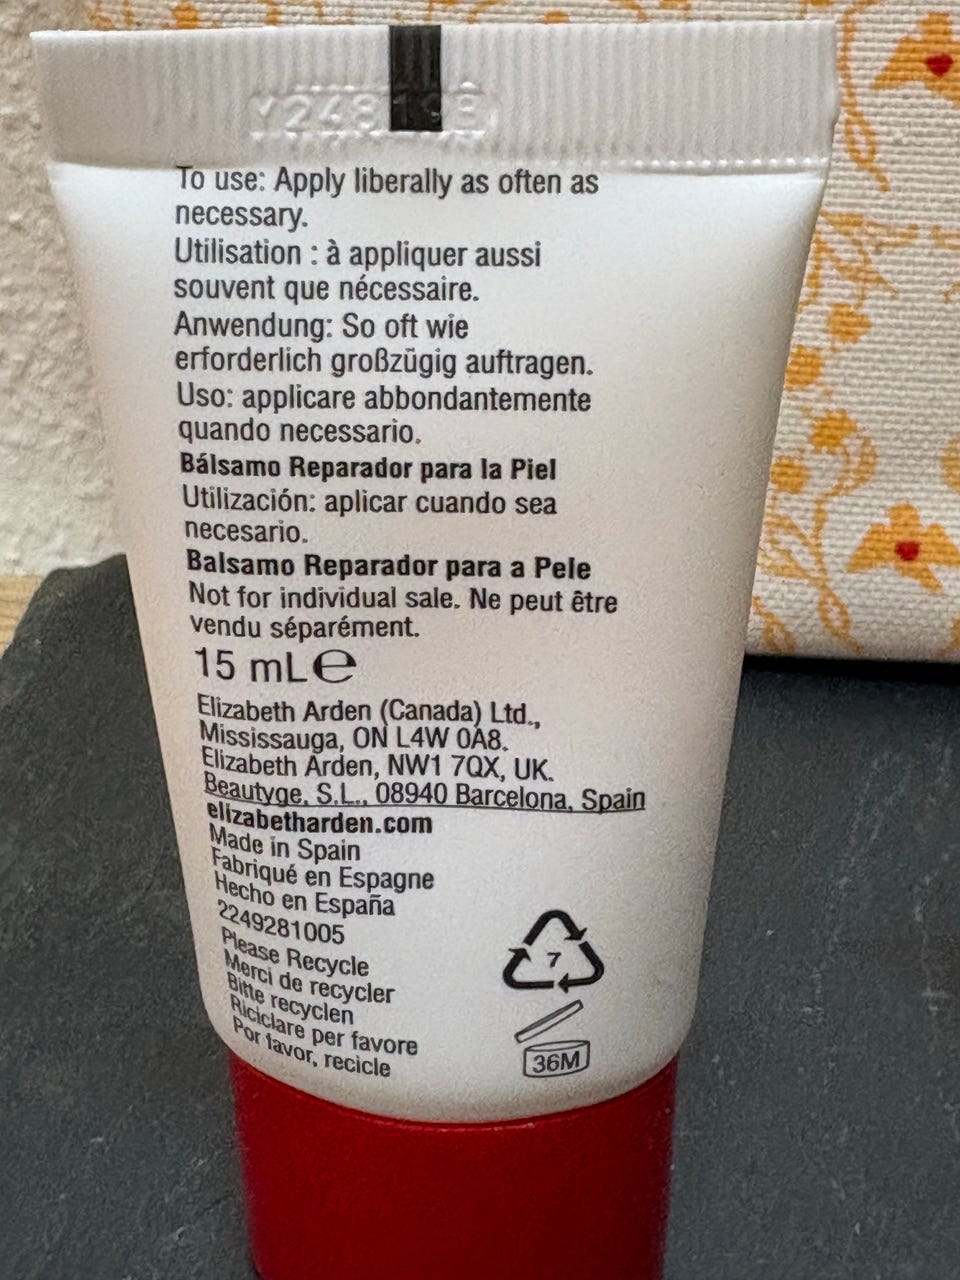 To use: Apply liberally as often as
necessary.
Utilisation : à appliquer aussi
souvent que nécessaire.
Anwendung: So oft wie
erforderlich großzügig auftragen.
Uso: applicare abbondantemente
quando necessario.
Bálsamo Reparador para la Piel
Utilización: aplicar cuando sea
necesario.
Balsamo Reparador para a Pele
Not for individual sale. Ne peut être
vendu séparément.
15 mL℮
Elizabeth Arden (Canada) Ltd.,
Mississauga, ON L4W 0A8.
Elizabeth Arden, NW1 7QX, UK.
Beautyge, S.L., 08940 Barcelona, Spain
elizabetharden.com
Made in Spain
Fabriqué en Espagne
Hecho en España
2249281005
Please Recycle
Merci de recycler
Bitte recyclen
Riciclare per favore
Por favor, recicle
7
36M